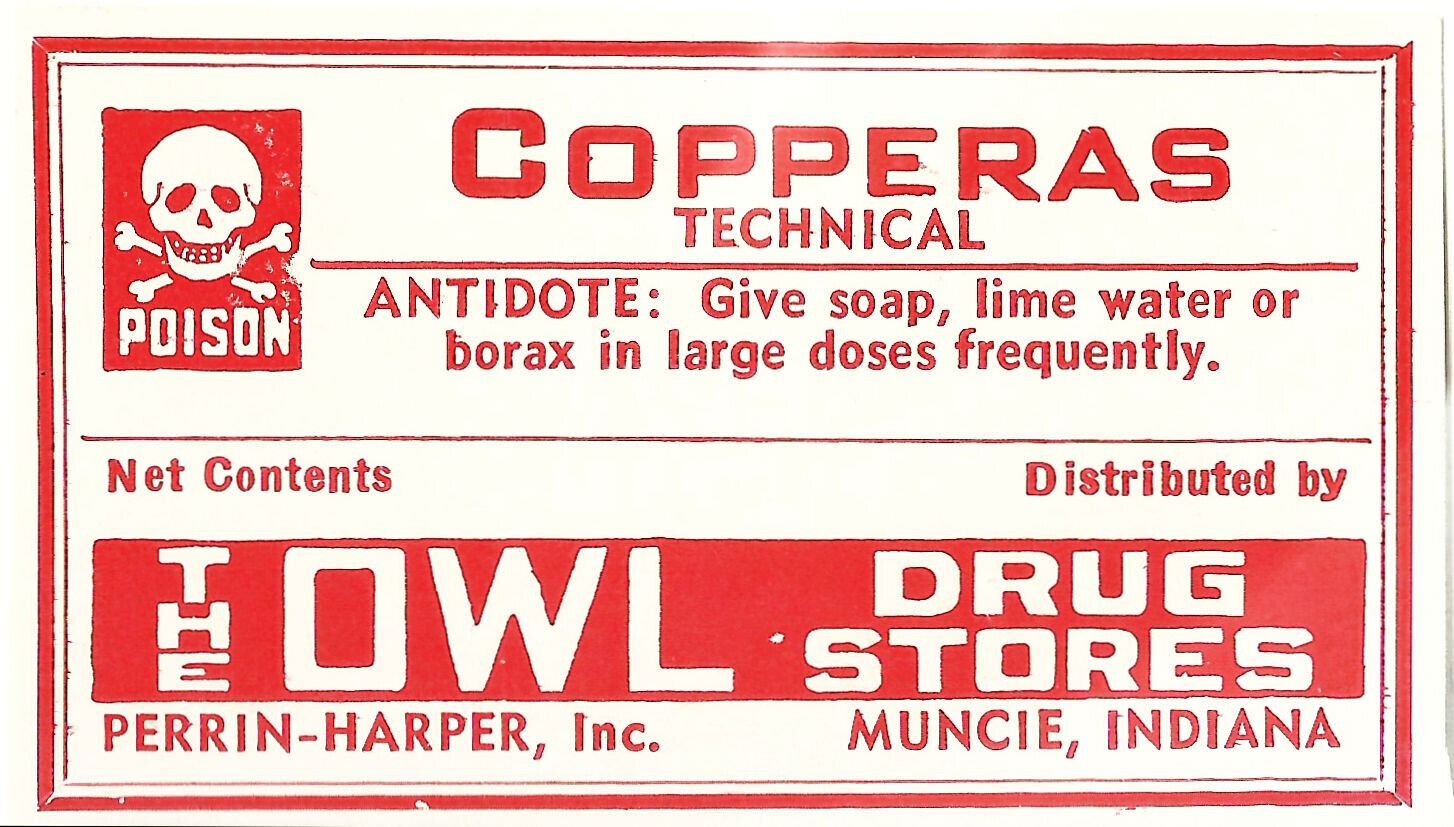 COPPERAS
TECHNICAL
POISON
ANTIDOTE: Give soap, lime water or
borax in large doses frequently.
Net Contents
Distributed by
THE OWL DRUG STORES
PERRIN-HARPER, Inc.
MUNCIE, INDIANA